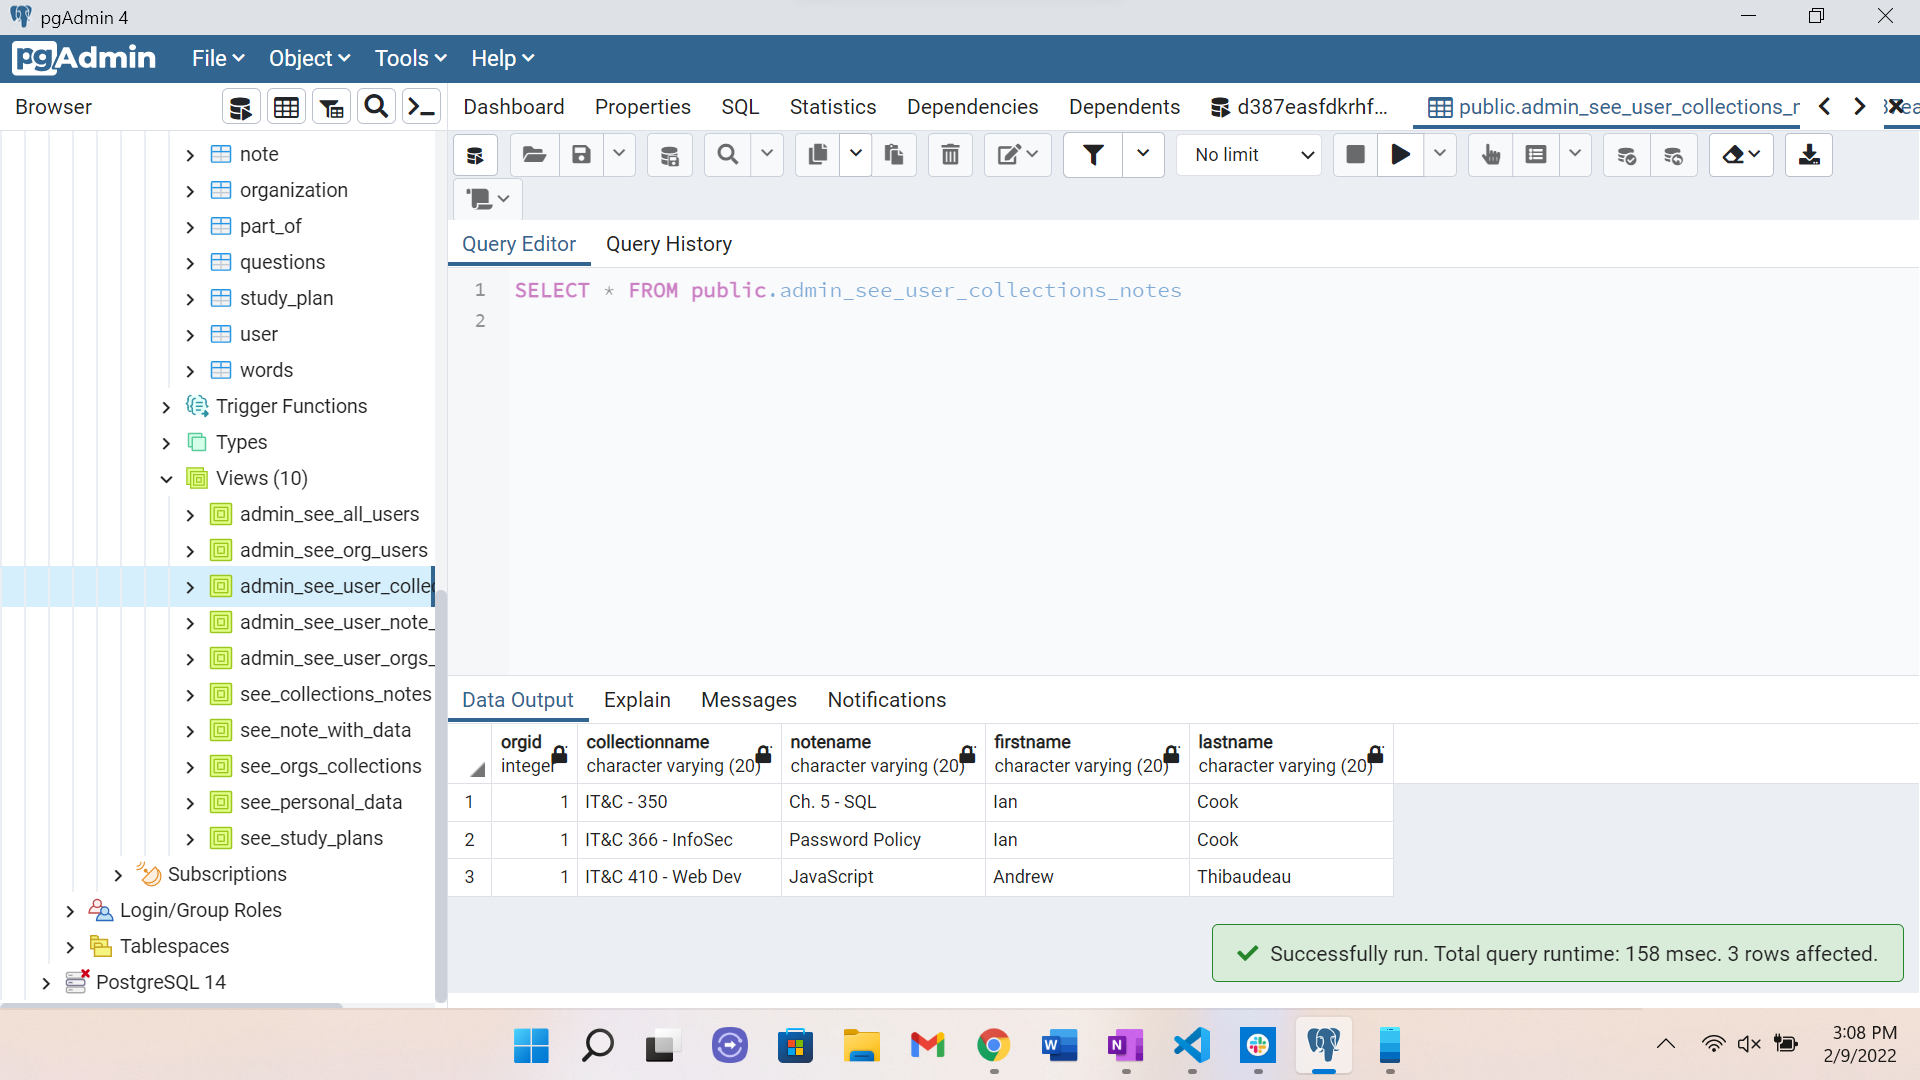 pgAdmin 4
pgAdmin File Object Tools Help
Browser
Dashboard Properties SQL Statistics Dependencies Dependents d387easfdkrhf... public.admin_see_user_collections_r
No limit
note
organization
part_of
questions
study_plan
user
words
Trigger Functions
Types
Views (10)
admin_see_all_users
admin_see_org_users
admin_see_user_colle
admin_see_user_note_
admin_see_user_orgs_
see_collections_notes
see_note_with_data
see_orgs_collections
see_personal_data
see_study_plans
Subscriptions
Login/Group Roles
Tablespaces
PostgreSQL 14
Query Editor Query History
1 SELECT * FROM public.admin_see_user_collections_notes
2
Data Output Explain Messages Notifications
orgid collectionname notename firstname lastname
integer character varying (20) character varying (20) character varying (20) character varying (20)
1 1 IT&C - 350 Ch. 5 - SQL Ian Cook
2 1 IT&C 366 - InfoSec Password Policy Ian Cook
3 1 IT&C 410 - Web Dev JavaScript Andrew Thibaudeau
Successfully run. Total query runtime: 158 msec. 3 rows affected.
3:08 PM
2/9/2022